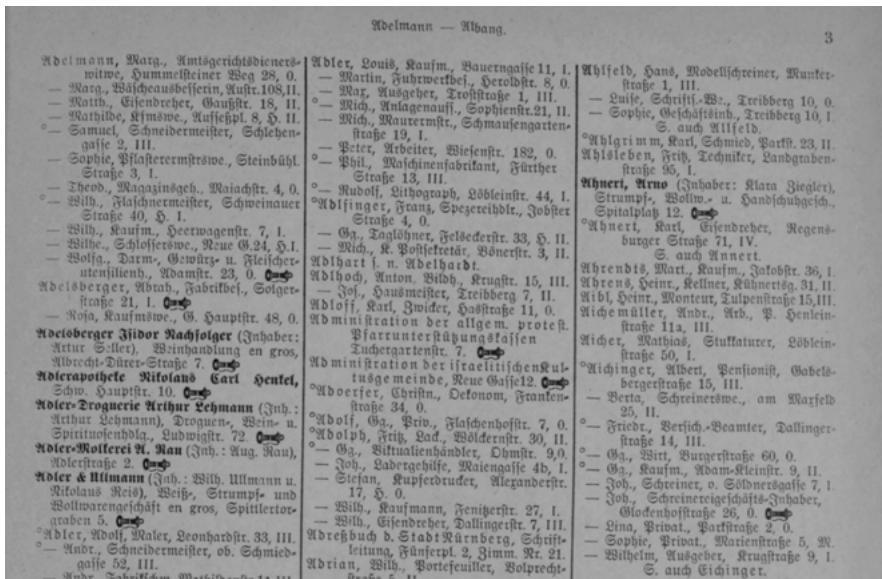 Adelmann — Albang.
3
Adelmann, Marg., Amtsgerichtsdieners-
witwe, Hummelsteiner Weg 28, 0.
— Marg., Wäscheausbesserin, Austr. 108, II.
— Matth., Eisendreher, Gaußstr. 18, II.
— Mathilde, Kfmswe., Aufseßpl. 8, H. II.
°— Samuel, Schneidermeister, Schlehen-
gasse 2, III.
— Sophie, Pflasterermstrswe., Steinbühl.
Straße 3, I.
— Theod., Magazinsgeh., Maiachstr. 4, 0.
°— Wilh., Flaschnermeister, Schweinauer
Straße 40, H. I.
— Wilh., Kaufm., Heerwagenstr. 7, I.
— Wilhe., Schlosserswe., Neue G. 24, H. I.
— Wolfg., Darm-, Gewürz- u. Fleischer-
utensilienh., Adamstr. 23, 0.
Adelsberger, Abrah., Fabrikbes., Solger-
straße 21, I.
— Rosa, Kaufmswe., G. Hauptstr. 48, 0.
Adelsberger Isidor Nachfolger (Inhaber:
Artur Seller), Weinhandlung en gros,
Albrecht-Dürer-Straße 7.
Adlerapotheke Nikolaus Carl Henkel,
Schw. Hauptstr. 10.
Adler-Droguerie Arthur Lehmann (Inh.:
Arthur Lehmann), Droguen-, Wein- u.
Spirituosenhdlg., Ludwigstr. 72.
Adler-Molkerei A. Rau (Inh.: Aug. Rau),
Adlerstraße 2.
Adler & Ullmann (Inh.: Wilh. Ullmann u.
Nikolaus Reis), Weiß-, Strumpf- und
Wollwarengeschäft en gros, Spittlertor-
graben 5.
°Adler, Adolf, Maler, Leonhardstr. 33, III.
— Andr., Schneidermeister, ob. Schmied-
gasse 52, III.
— Andr., Fabrikschm., Mathildenstr. 11, III.
Adler, Louis, Kaufm., Bauerngasse 11, I.
— Martin, Fuhrwerkbes., Heroldstr. 8, 0.
— Max, Ausgeher, Troststraße 1, III.
°— Mich., Anlagenauss., Sophienstr. 21, II.
— Mich., Maurermstr., Schmausengarten-
straße 19, I.
— Peter, Arbeiter, Wiesenstr. 182, 0.
°— Phil., Maschinenfabrikant, Fürther
Straße 13, III.
°— Rudolf, Lithograph, Löbleinstr. 44, I.
°Adlfinger, Franz, Spezereihdlr., Jobster
Straße 4, 0.
— Gg., Taglöhner, Felseckerstr. 33, H. II.
— Mich., K. Postsekretär, Bönerstr. 3, II.
Adlhart s. n. Adelhardt.
Adlhoch, Anton, Bildh., Krugstr. 15, III.
— Jos., Hausmeister, Treibberg 7, II.
Adloff, Karl, Zwicker, Hasstraße 11, 0.
Administration der allgem. protest.
Pfarrunterstützungskassen
Tuchergartenstr. 7.
Administration der israelitischen Kul-
tusgemeinde, Neue Gasse 12.
°Adoerfer, Christn., Oekonom, Franken-
straße 34, 0.
°Adolf, Gg., Priv., Flaschenhofstr. 7, 0.
°Adolph, Fritz, Lack., Wölckernstr. 30, II.
°— Gg., Viktualienhändler, Ohmstr. 9, 0.
— Joh., Ladergehilfe, Maiengasse 4b, I.
— Stefan, Kupferdrucker, Alexanderstr.
17, H. 0.
— Wilh., Kaufmann, Fenitzerstr. 27, I.
— Wilh., Eisendreher, Dallingerstr. 7, III.
Adreßbuch d. Stadt Nürnberg, Schrift-
leitung, Fünferpl. 2, Zimm. Nr. 21.
Adrian, Wilh., Portefeuiller, Volprecht-
straße 5, II.
Ahlfeld, Hans, Modellschreiner, Munker-
straße 1, III.
— Luise, Schrifts.-We., Treibberg 10, 0.
— Sophie, Geschäftsinh., Treibberg 10, I.
S. auch Allfeld.
°Ahlgrimm, Karl, Schmied, Parkstr. 23, II.
Ahlsleben, Fritz, Techniker, Landgraben-
straße 95, I.
Ahneri, Arno (Inhaber: Klara Ziegler),
Strumpf-, Wollw.- u. Handschuhgesch.,
Spitalplatz 12.
°Ahnert, Karl, Eisendreher, Regens-
burger Straße 71, IV.
S. auch Annert.
Ahrendts, Mart., Kaufm., Jakobstr. 36, I.
Ahrens, Heinr., Kellner, Kühnertsg. 31, II.
Aibl, Heinr., Monteur, Tulpenstraße 15, III.
Aichemüller, Andr., Arb., P. Henlein-
straße 11a, III.
Aicher, Mathias, Stukkateur, Löblein-
straße 50, I.
°Aichinger, Albert, Pensionist, Gabels-
bergerstraße 15, III.
— Berta, Schreinerswe., am Maxfeld
25, II.
°— Friedr., Versich.-Beamter, Dallinger-
straße 14, III.
°— Gg., Wirt, Burgerstraße 60, 0.
°— Gg., Kaufm., Adam-Kleinstr. 9, II.
— Joh., Schreiner, v. Söldnersgasse 7, I.
— Joh., Schreinereigeschäfts-Inhaber,
Glockenhofstraße 26, 0.
— Lina, Privat., Parkstraße 2, 0.
— Sophie, Privat., Marienstraße 5, M.
— Wilhelm, Ausgeber, Krugstraße 9, I.
S. auch Eichinger.